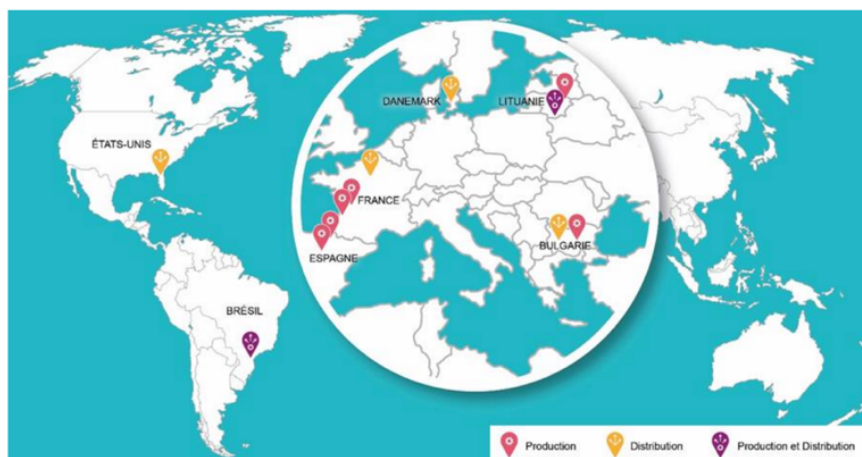 DANEMARK
LITUANIE
ÉTATS-UNIS
FRANCE
BULGARIE
ESPAGNE
BRÉSIL
Production
Distribution
Production et Distribution